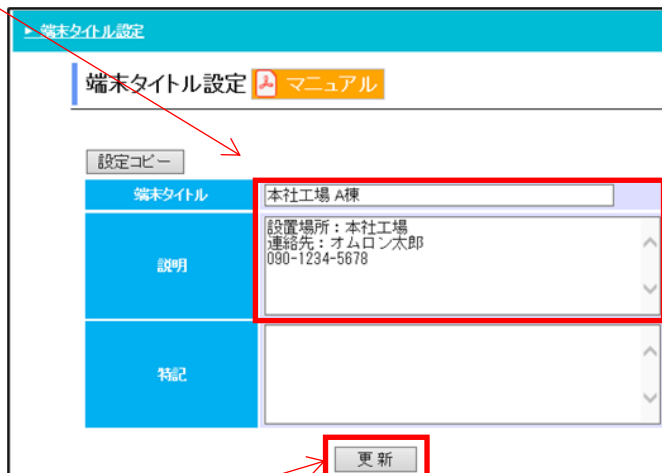 ▶ 端末タイトル設定
端末タイトル設定 マニュアル
設定コピー
端末タイトル 本社工場 A棟
説明
設置場所：本社工場
連絡先：オムロン太郎
090-1234-5678
特記
更新